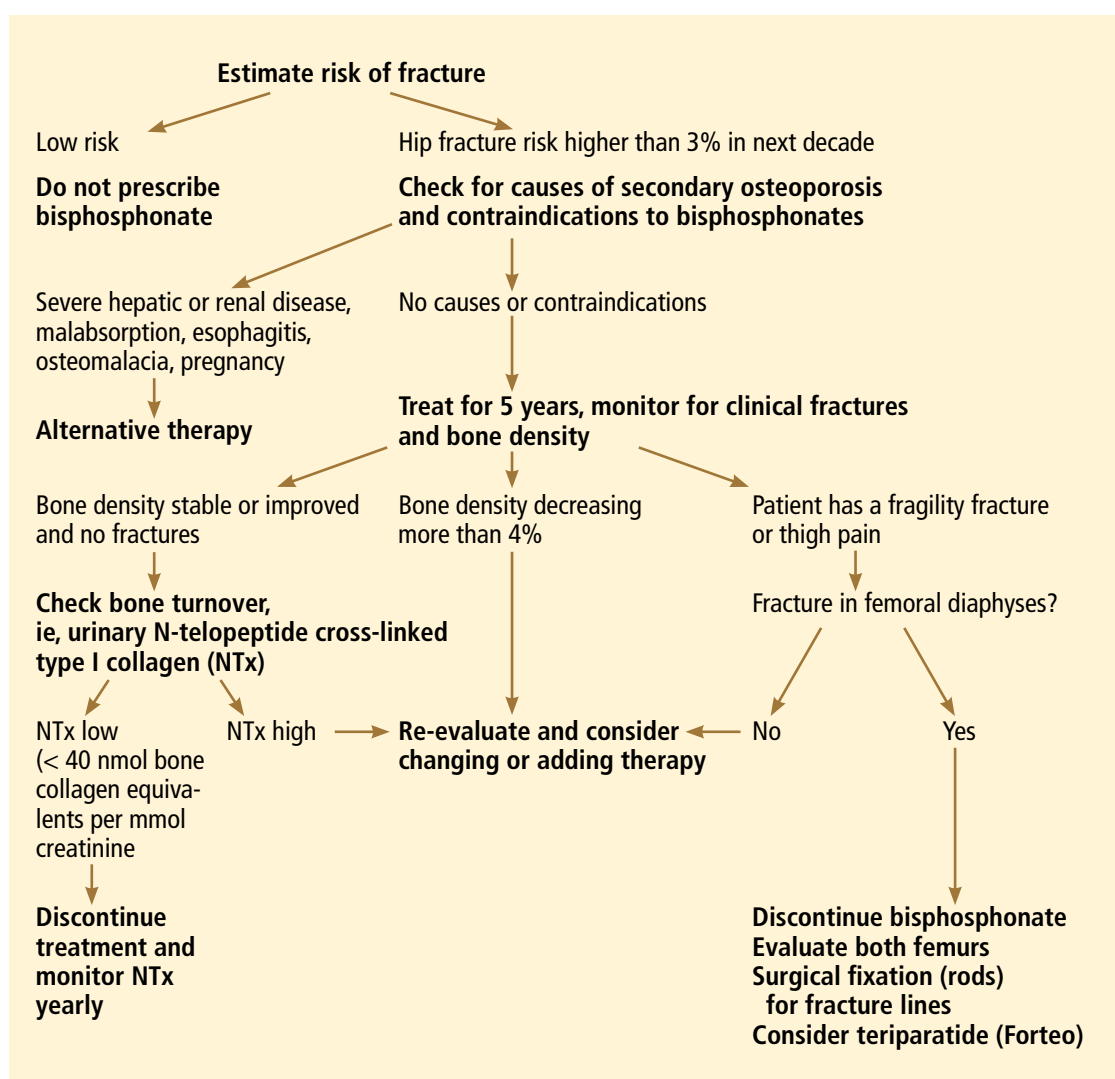 Estimate risk of fracture
Low risk
Hip fracture risk higher than 3% in next decade
Do not prescribe
bisphosphonate
Check for causes of secondary osteoporosis
and contraindications to bisphosphonates
Severe hepatic or renal disease,
malabsorption, esophagitis,
osteomalacia, pregnancy
No causes or contraindications
Alternative therapy
Treat for 5 years, monitor for clinical fractures
and bone density
Bone density stable or improved
and no fractures
Bone density decreasing
more than 4%
Patient has a fragility fracture
or thigh pain
Check bone turnover,
ie, urinary N-telopeptide cross-linked
type I collagen (NTx)
Fracture in femoral diaphyses?
NTx low
(< 40 nmol bone
collagen equiva-
lents per mmol
creatinine
NTx high
Re-evaluate and consider
changing or adding therapy
No
Yes
Discontinue
treatment and
monitor NTx
yearly
Discontinue bisphosphonate
Evaluate both femurs
Surgical fixation (rods)
for fracture lines
Consider teriparatide (Forteo)